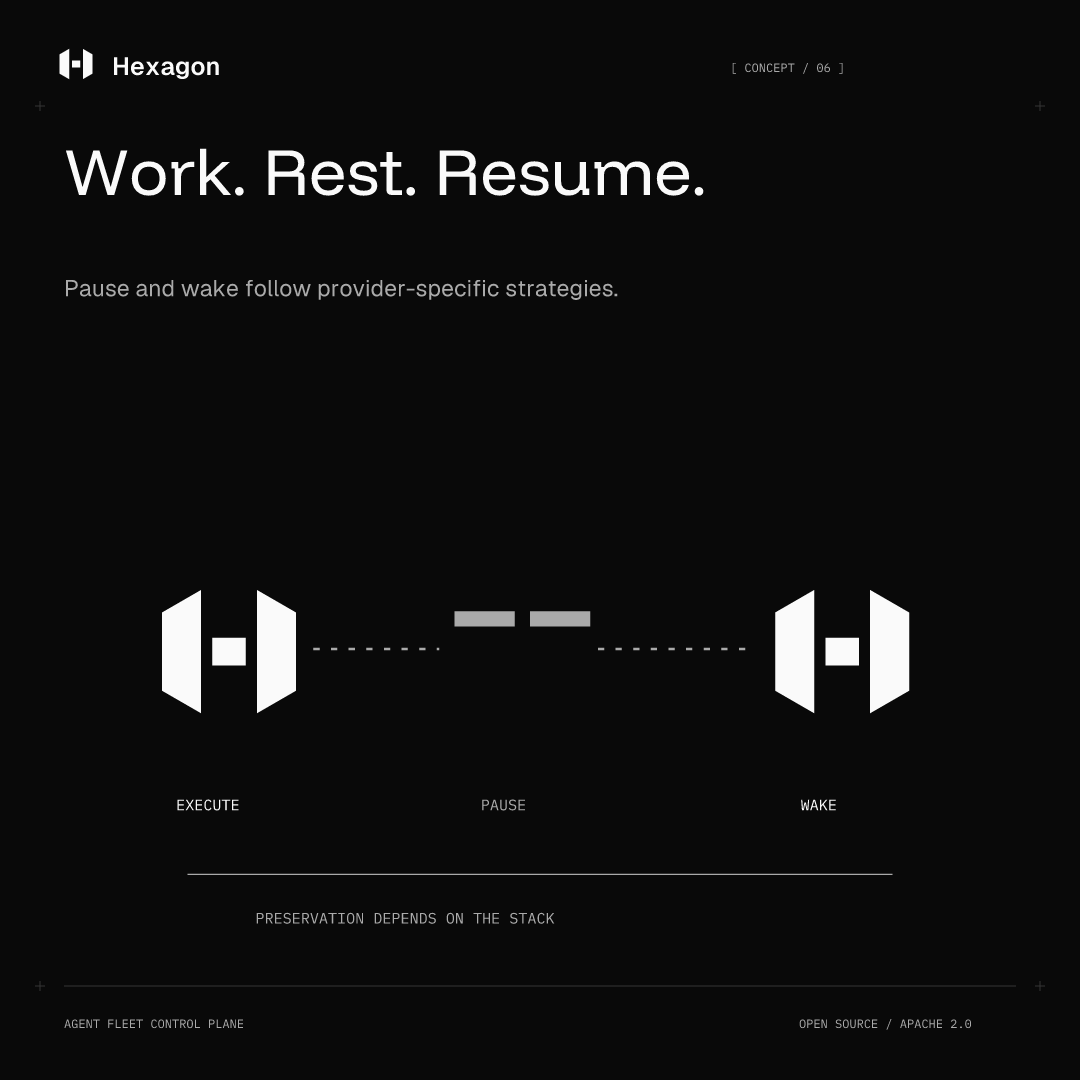 Hexagon
[ CONCEPT / 06 ]
Work. Rest. Resume.
Pause and wake follow provider-specific strategies.
EXECUTE
PAUSE
WAKE
PRESERVATION DEPENDS ON THE STACK
AGENT FLEET CONTROL PLANE
OPEN SOURCE / APACHE 2.0